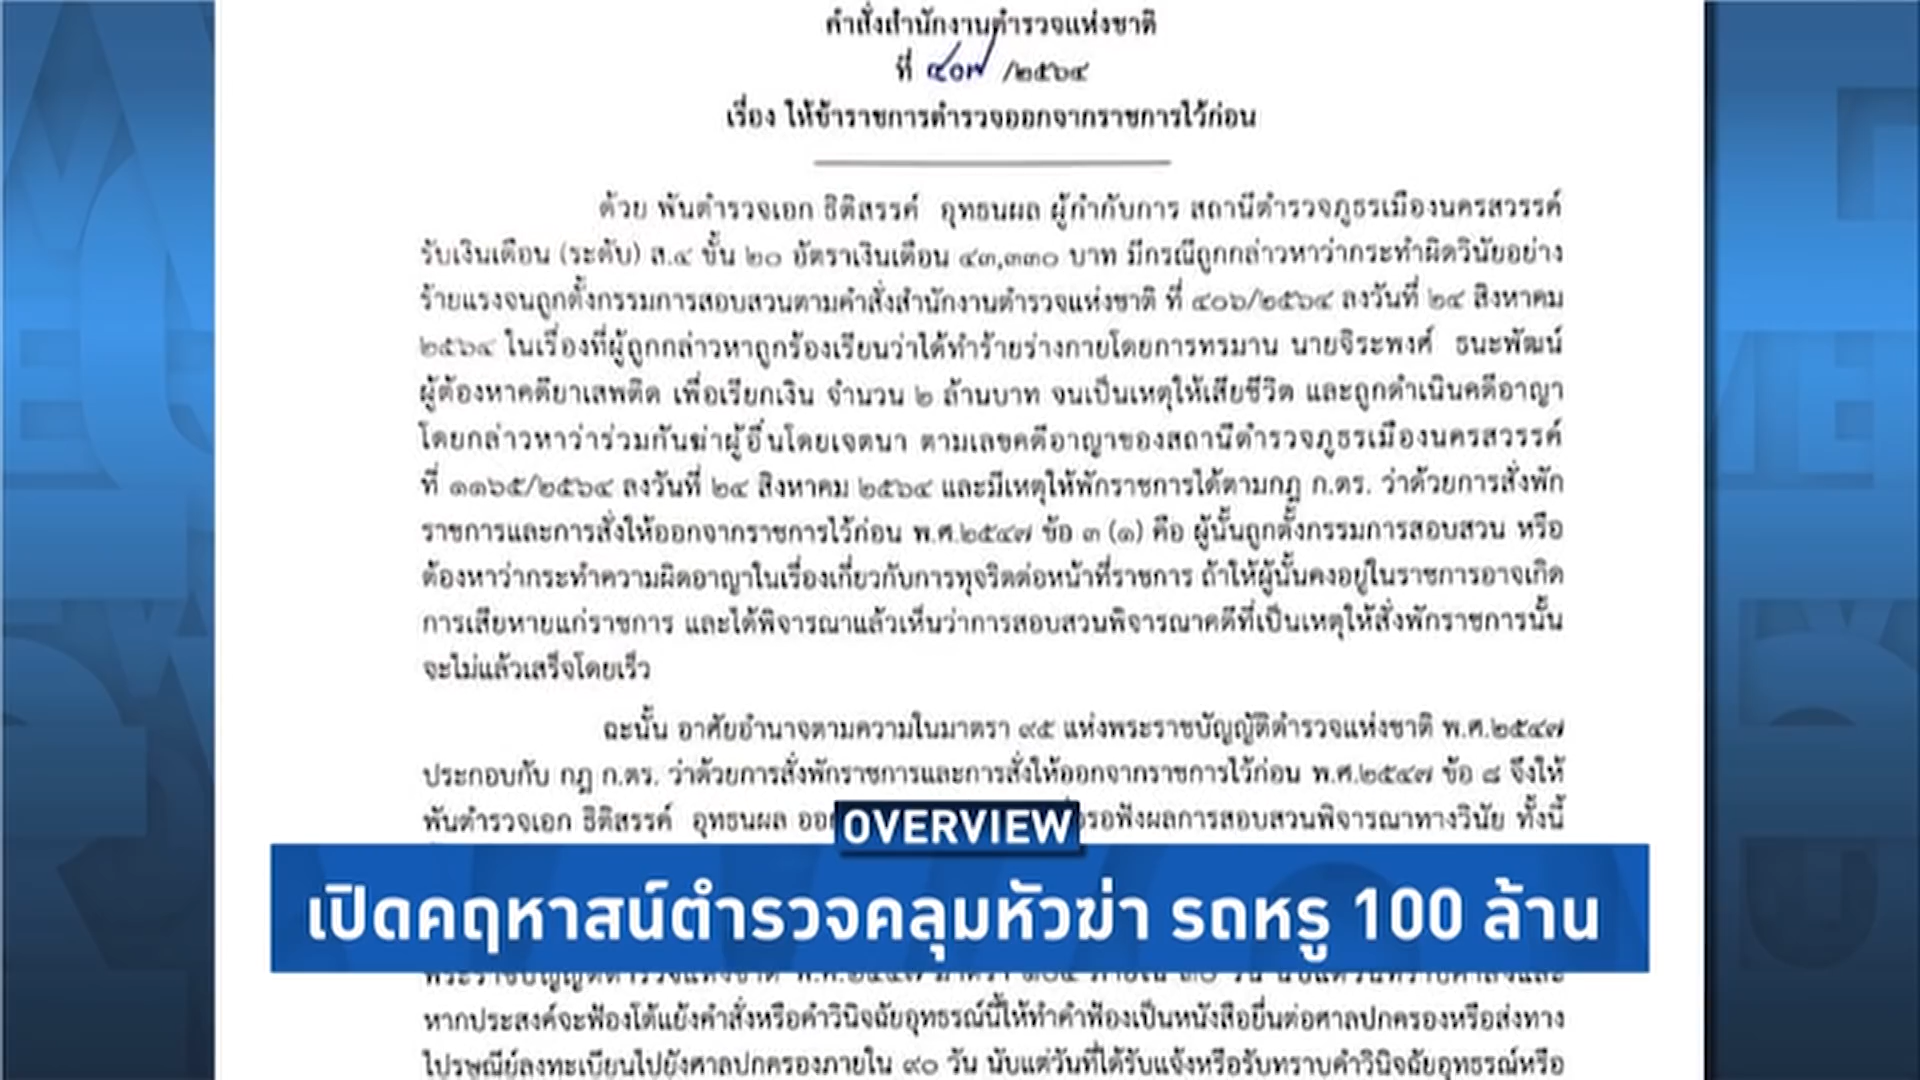 คำสั่งสำนักงานตำรวจแห่งชาติ
ที่ ๔๐๗ /๒๕๖๔
เรื่อง ให้ข้าราชการตำรวจออกจากราชการไว้ก่อน
ด้วย พันตำรวจเอก ธิติสรรค์ อุทธนผล ผู้กำกับการ สถานีตำรวจภูธรเมืองนครสวรรค์
รับเงินเดือน (ระดับ) ส.๔ ขั้น ๒๐ อัตราเงินเดือน ๔๓,๓๓๐ บาท มีกรณีถูกกล่าวหาว่ากระทำผิดวินัยอย่าง
ร้ายแรงจนถูกตั้งกรรมการสอบสวนตามคำสั่งสำนักงานตำรวจแห่งชาติ ที่ ๔๐๖/๒๕๖๔ ลงวันที่ ๒๔ สิงหาคม
๒๕๖๔ ในเรื่องที่ผู้ถูกกล่าวหาถูกร้องเรียนว่าได้ทำร้ายร่างกายโดยการทรมาน นายจิระพงศ์ ธนะพัฒน์
ผู้ต้องหาคดียาเสพติด เพื่อเรียกเงิน จำนวน ๒ ล้านบาท จนเป็นเหตุให้เสียชีวิต และถูกดำเนินคดีอาญา
โดยกล่าวหาว่าร่วมกันฆ่าผู้อื่นโดยเจตนา ตามเลขคดีอาญาของสถานีตำรวจภูธรเมืองนครสวรรค์
ที่ ๑๑๖๕/๒๕๖๔ ลงวันที่ ๒๔ สิงหาคม ๒๕๖๔ และมีเหตุให้พักราชการได้ตามกฎ ก.ตร. ว่าด้วยการสั่งพัก
ราชการและการสั่งให้ออกจากราชการไว้ก่อน พ.ศ.๒๕๔๗ ข้อ ๓ (๑) คือ ผู้นั้นถูกตั้งกรรมการสอบสวน หรือ
ต้องหาว่ากระทำความผิดอาญาในเรื่องเกี่ยวกับการทุจริตต่อหน้าที่ราชการ ถ้าให้ผู้นั้นคงอยู่ในราชการอาจเกิด
การเสียหายแก่ราชการ และได้พิจารณาแล้วเห็นว่าการสอบสวนพิจารณาคดีที่เป็นเหตุให้สั่งพักราชการนั้น
จะไม่แล้วเสร็จโดยเร็ว
ฉะนั้น อาศัยอำนาจตามความในมาตรา ๙๕ แห่งพระราชบัญญัติตำรวจแห่งชาติ พ.ศ.๒๕๔๗
ประกอบกับ กฎ ก.ตร. ว่าด้วยการสั่งพักราชการและการสั่งให้ออกจากราชการไว้ก่อน พ.ศ.๒๕๔๗ ข้อ ๘ จึงให้
พันตำรวจเอก ธิติสรรค์ อุทธนผล รอฟังผลการสอบสวนพิจารณาทางวินัย ทั้งนี้
OVERVIEW
เปิดคฤหาสน์ตำรวจคลุมหัวฆ่า รถหรู 100 ล้าน
หากประสงค์จะฟ้องโต้แย้งคำสั่งหรือคำวินิจฉัยอุทธรณ์นี้ให้ทำคำฟ้องเป็นหนังสือยื่นต่อศาลปกครองหรือส่งทาง
ไปรษณีย์ลงทะเบียนไปยังศาลปกครองภายใน ๙๐ วัน นับแต่วันที่ได้รับแจ้งหรือรับทราบคำวินิจฉัยอุทธรณ์หรือ